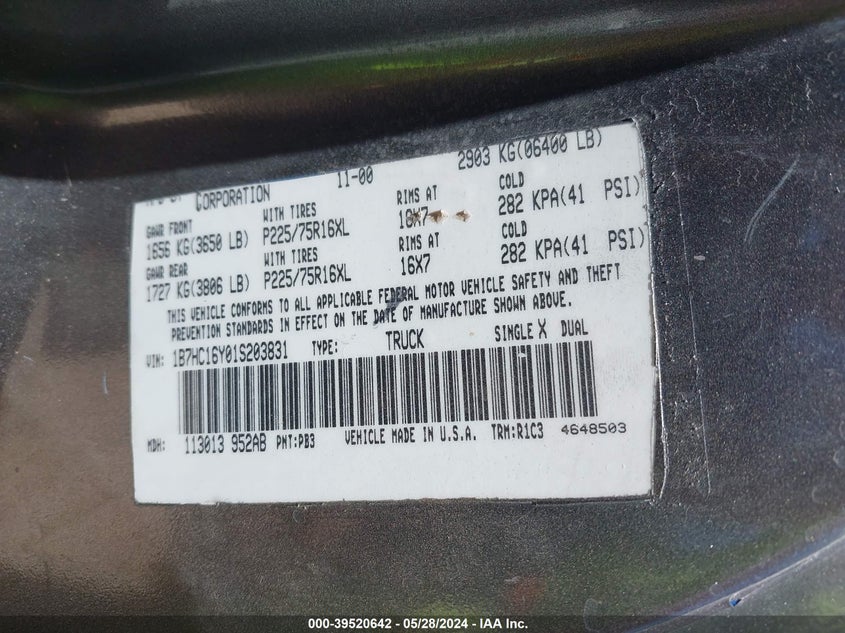 CORPORATION 11-00 2903 KG(06400 LB)
GAWR FRONT WITH TIRES RIMS AT COLD
1656 KG(3650 LB) P225/75R16XL 16X7 282 KPA(41 PSI)
GAWR REAR WITH TIRES RIMS AT COLD
1727 KG(3806 LB) P225/75R16XL 16X7 282 KPA(41 PSI)
THIS VEHICLE CONFORMS TO ALL APPLICABLE FEDERAL MOTOR VEHICLE SAFETY AND THEFT
PREVENTION STANDARDS IN EFFECT ON THE DATE OF MANUFACTURE SHOWN ABOVE.
VIN: 1B7HC16Y01S203831 TYPE: TRUCK SINGLE X DUAL
MDH: 113013 952AB PNT:PB3 VEHICLE MADE IN U.S.A. TRM:R1C3 4648503
000-39520642 / 05/28/2024 - IAA Inc.